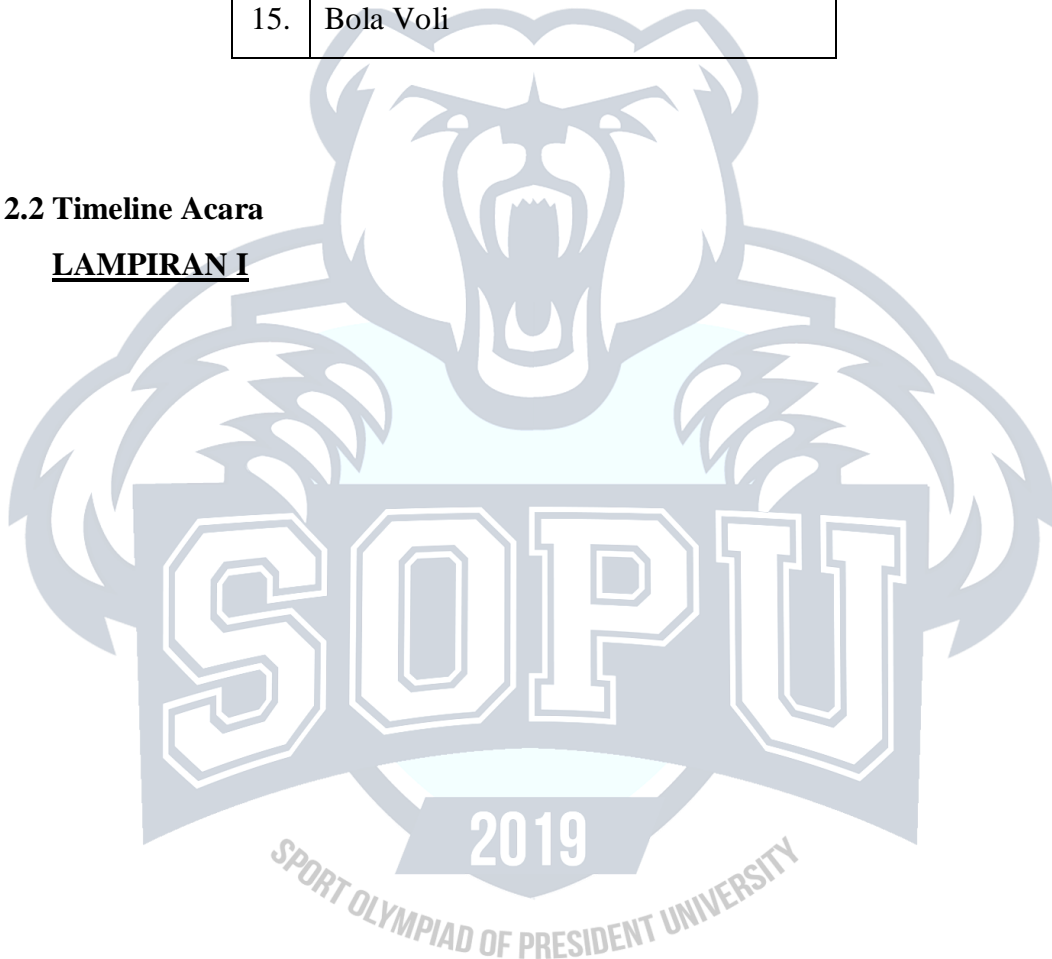 15. Bola Voli
2.2 Timeline Acara
LAMPIRAN I
SOPU
2019
SPORT OLYMPIAD OF PRESIDENT UNIVERSITY